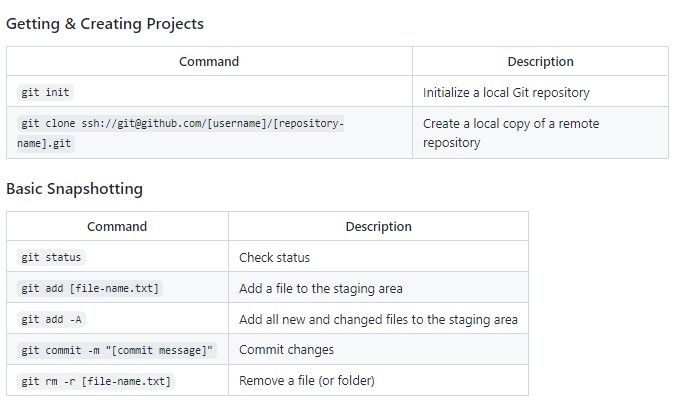 Getting & Creating Projects
Command Description
git init Initialize a local Git repository
git clone ssh://git@github.com/[username]/[repository- Create a local copy of a remote
name].git repository
Basic Snapshotting
Command Description
git status Check status
git add [file-name.txt] Add a file to the staging area
git add -A Add all new and changed files to the staging area
git commit -m "[commit message]" Commit changes
git rm -r [file-name.txt] Remove a file (or folder)